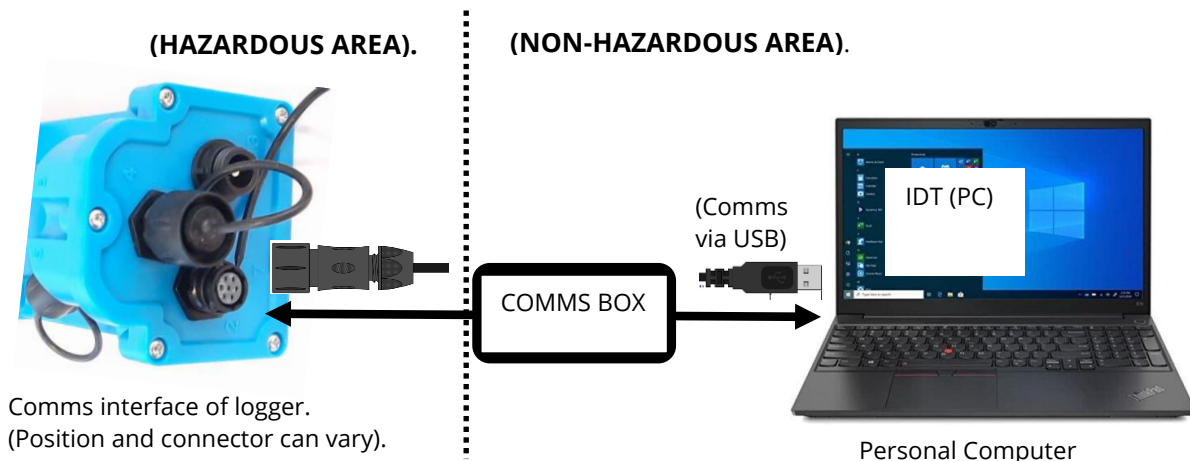 (HAZARDOUS AREA).
(NON-HAZARDOUS AREA).
(Comms
via USB)
IDT (PC)
COMMS BOX
Comms interface of logger.
(Position and connector can vary).
Personal Computer
ThinkPad